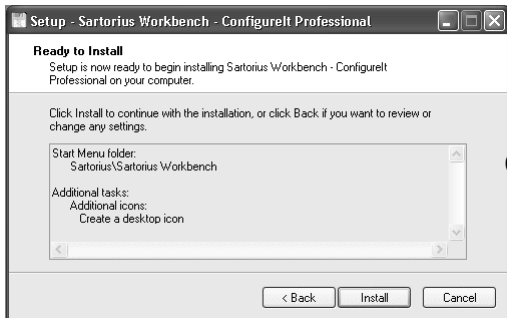 Setup - Sartorius Workbench - ConfigureIt Professional
Ready to Install
Setup is now ready to begin installing Sartorius Workbench - ConfigureIt
Professional on your computer.
Click Install to continue with the installation, or click Back if you want to review or
change any settings.
Start Menu folder:
Sartorius\Sartorius Workbench
Additional tasks:
Additional icons:
Create a desktop icon
< Back
Install
Cancel